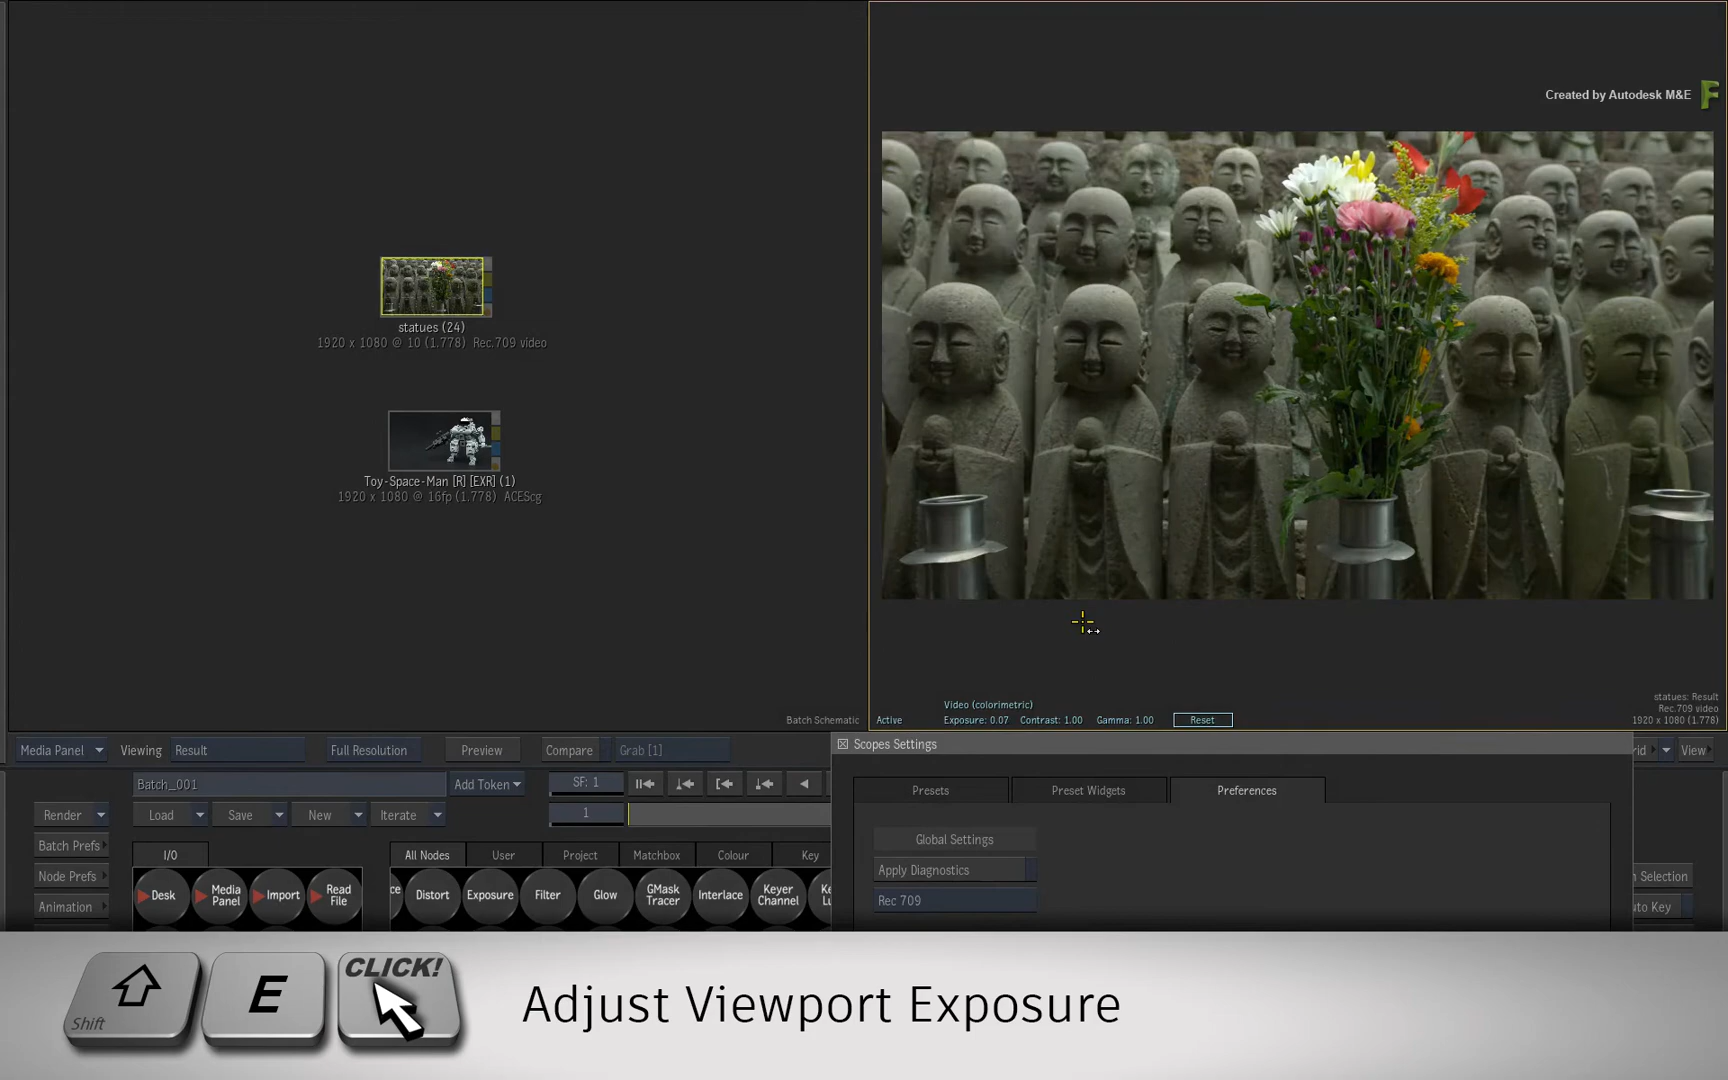 Created by Autodesk M&E
statues (24)
1920 x 1080 @ 10 (1.778) Rec.709 video
Toy-Space-Man [R] [EXR] (1)
1920 x 1080 @ 16fp (1.778) ACEScg
Batch Schematic
Video (colorimetric)
Active Exposure: 0.07 Contrast: 1.00 Gamma: 1.00 Reset
statues: Result
Rec.709 video
1920 x 1080 (1.778)
Media Panel Viewing Result Full Resolution Preview Compare Grab [1] Scopes Settings rid View
Batch_001 Add Token SF: 1
Presets Preset Widgets Preferences
Render Load Save New Iterate 1
Global Settings
Batch Prefs I/O All Nodes User Project Matchbox Colour Key
Apply Diagnostics
Node Prefs Desk Media Panel Import Read File ce Distort Exposure Filter Glow GMask Tracer Interlace Keyer Channel
Rec 709
n Selection
Animation
uto Key
Shift E CLICK! Adjust Viewport Exposure